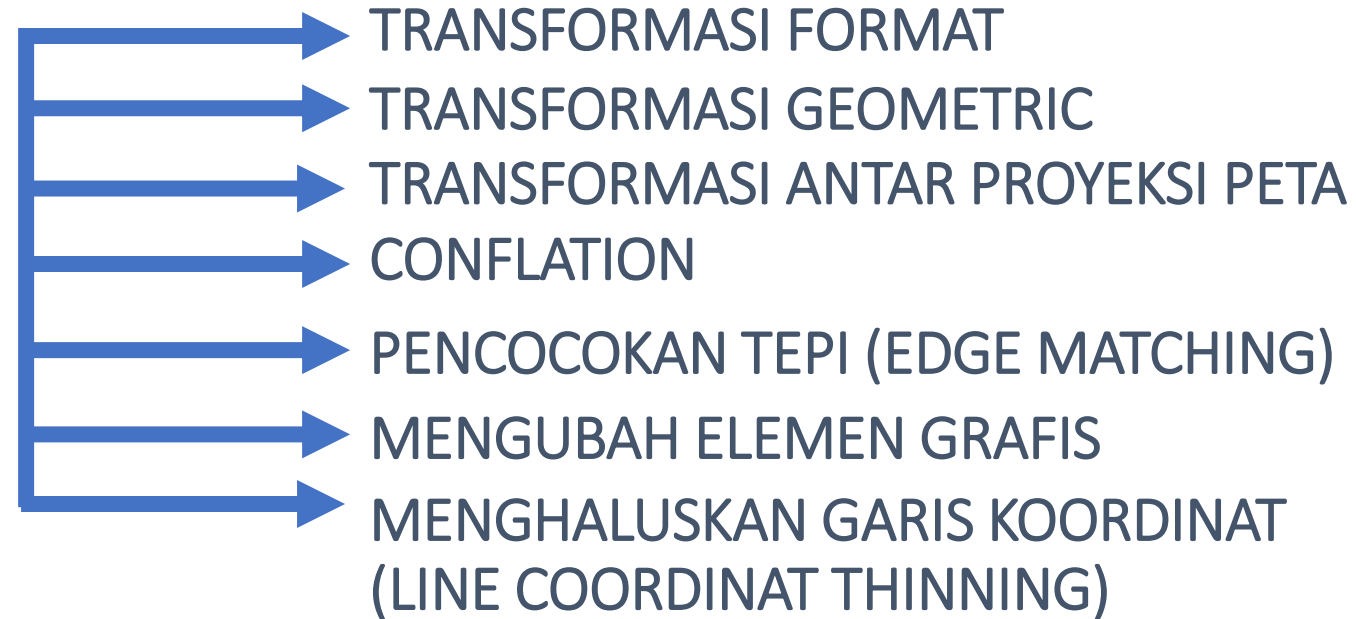 TRANSFORMASI FORMAT
TRANSFORMASI GEOMETRIC
TRANSFORMASI ANTAR PROYEKSI PETA
CONFLATION
PENCOCOKAN TEPI (EDGE MATCHING)
MENGUBAH ELEMEN GRAFIS
MENGHALUSKAN GARIS KOORDINAT
(LINE COORDINAT THINNING)